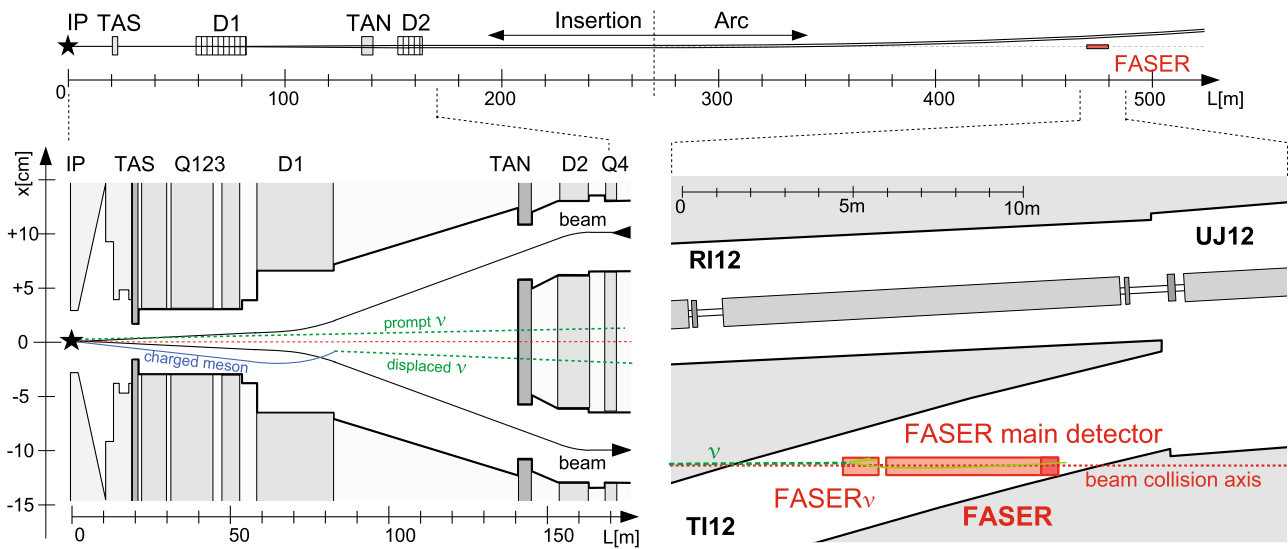 IP TAS D1 TAN D2 Insertion Arc
FASER
0 100 200 300 400 500 L[m]
IP TAS Q123 D1 TAN D2 Q4
x[cm]
+10
+5
0
-5
-10
-15
beam
prompt ν
charged meson
displaced ν
beam
0 50 100 150 L[m]
0 5m 10m
RI12
UJ12
FASER main detector
ν
beam collision axis
FASERν
FASER
TI12